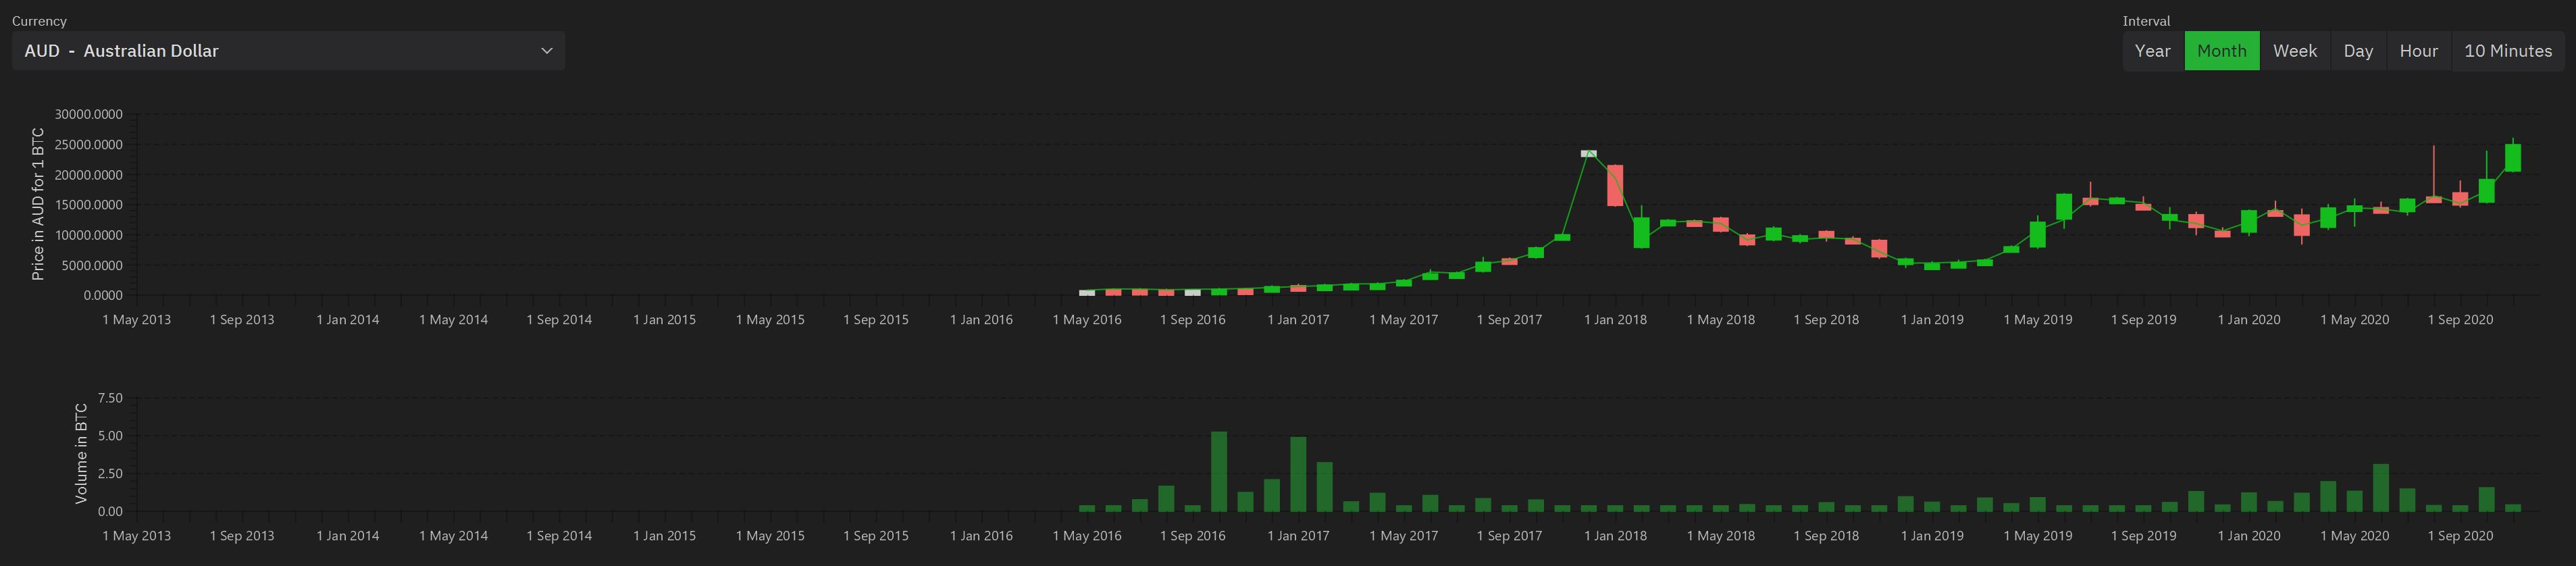 Currency
Interval
AUD - Australian Dollar
Year Month Week Day Hour 10 Minutes
Price in AUD for 1 BTC
30000.0000
25000.0000
20000.0000
15000.0000
10000.0000
5000.0000
0.0000
1 May 2013 1 Sep 2013 1 Jan 2014 1 May 2014 1 Sep 2014 1 Jan 2015 1 May 2015 1 Sep 2015 1 Jan 2016 1 May 2016 1 Sep 2016 1 Jan 2017 1 May 2017 1 Sep 2017 1 Jan 2018 1 May 2018 1 Sep 2018 1 Jan 2019 1 May 2019 1 Sep 2019 1 Jan 2020 1 May 2020 1 Sep 2020
Volume in BTC
7.50
5.00
2.50
0.00
1 May 2013 1 Sep 2013 1 Jan 2014 1 May 2014 1 Sep 2014 1 Jan 2015 1 May 2015 1 Sep 2015 1 Jan 2016 1 May 2016 1 Sep 2016 1 Jan 2017 1 May 2017 1 Sep 2017 1 Jan 2018 1 May 2018 1 Sep 2018 1 Jan 2019 1 May 2019 1 Sep 2019 1 Jan 2020 1 May 2020 1 Sep 2020